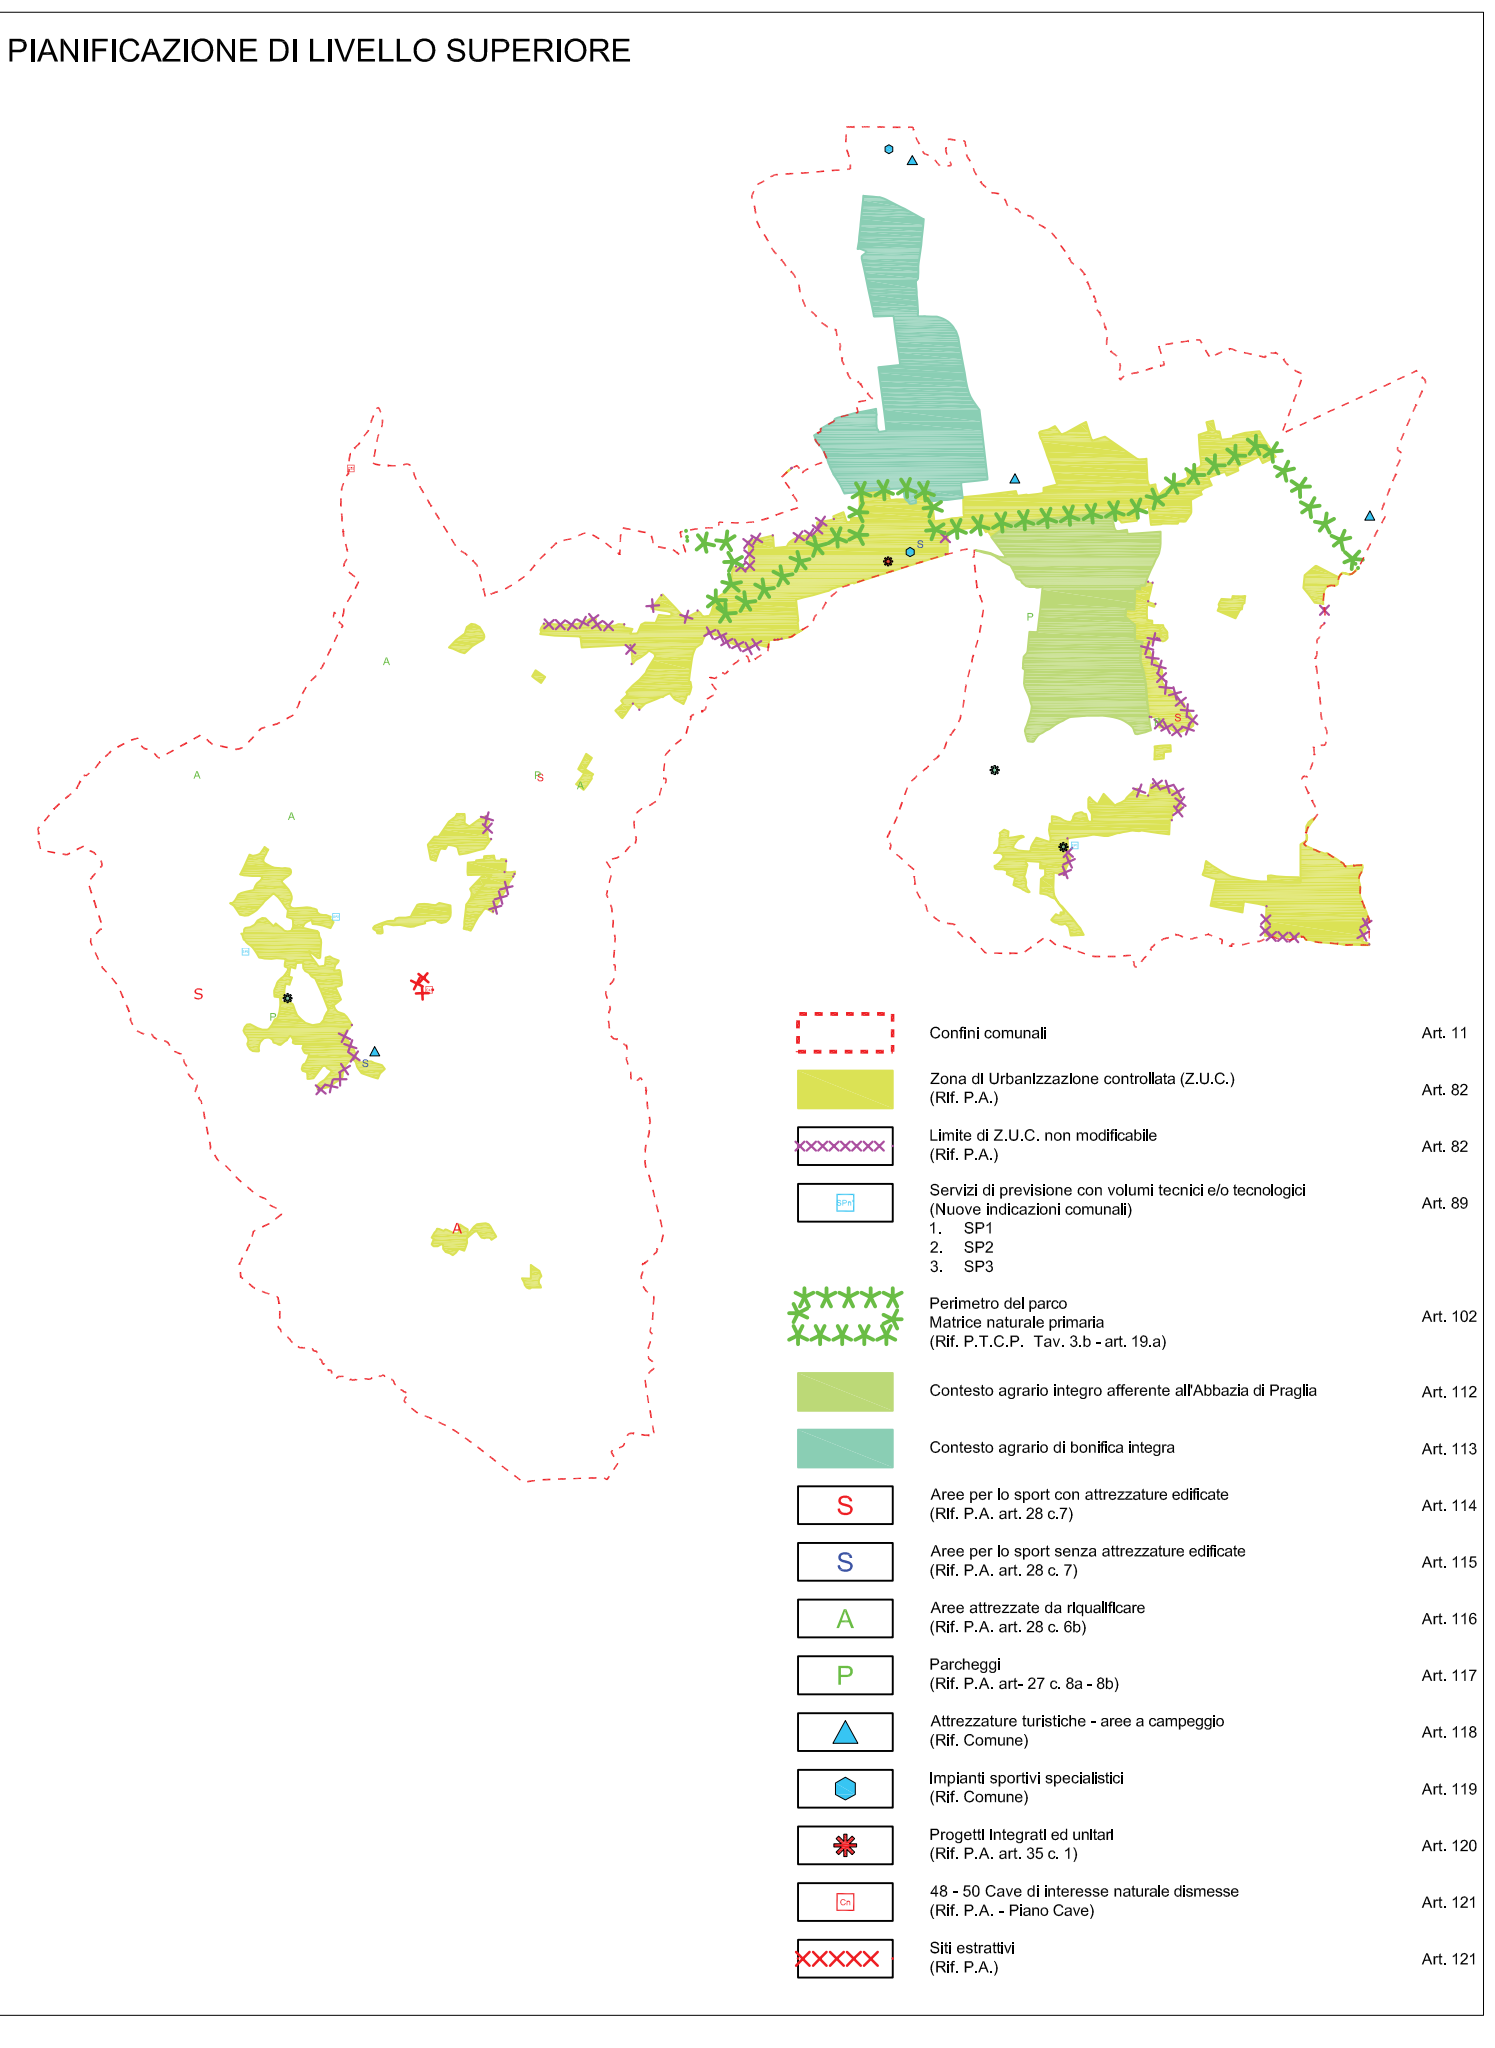 PIANIFICAZIONE DI LIVELLO SUPERIORE
S
P
A
S
A
P
S
A
A
S
P
S
A
Confini comunali Art. 11
Zona di Urbanizzazione controllata (Z.U.C.)
(Rif. P.A.) Art. 82
Limite di Z.U.C. non modificabile
(Rif. P.A.) Art. 82
SPn
Servizi di previsione con volumi tecnici e/o tecnologici
(Nuove indicazioni comunali) Art. 89
1. SP1
2. SP2
3. SP3
Perimetro del parco
Matrice naturale primaria Art. 102
(Rif. P.T.C.P. Tav. 3.b - art. 19.a)
Contesto agrario integro afferente all'Abbazia di Praglia Art. 112
Contesto agrario di bonifica integra Art. 113
S
Aree per lo sport con attrezzature edificate
(Rif. P.A. art. 28 c.7) Art. 114
S
Aree per lo sport senza attrezzature edificate
(Rif. P.A. art. 28 c. 7) Art. 115
A
Aree attrezzate da riqualificare
(Rif. P.A. art. 28 c. 6b) Art. 116
P
Parcheggi
(Rif. P.A. art- 27 c. 8a - 8b) Art. 117
Attrezzature turistiche - aree a campeggio
(Rif. Comune) Art. 118
Impianti sportivi specialistici
(Rif. Comune) Art. 119
Progetti integrati ed unitari
(Rif. P.A. art. 35 c. 1) Art. 120
Cn
48 - 50 Cave di interesse naturale dismesse
(Rif. P.A. - Piano Cave) Art. 121
Siti estrattivi
(Rif. P.A.) Art. 121